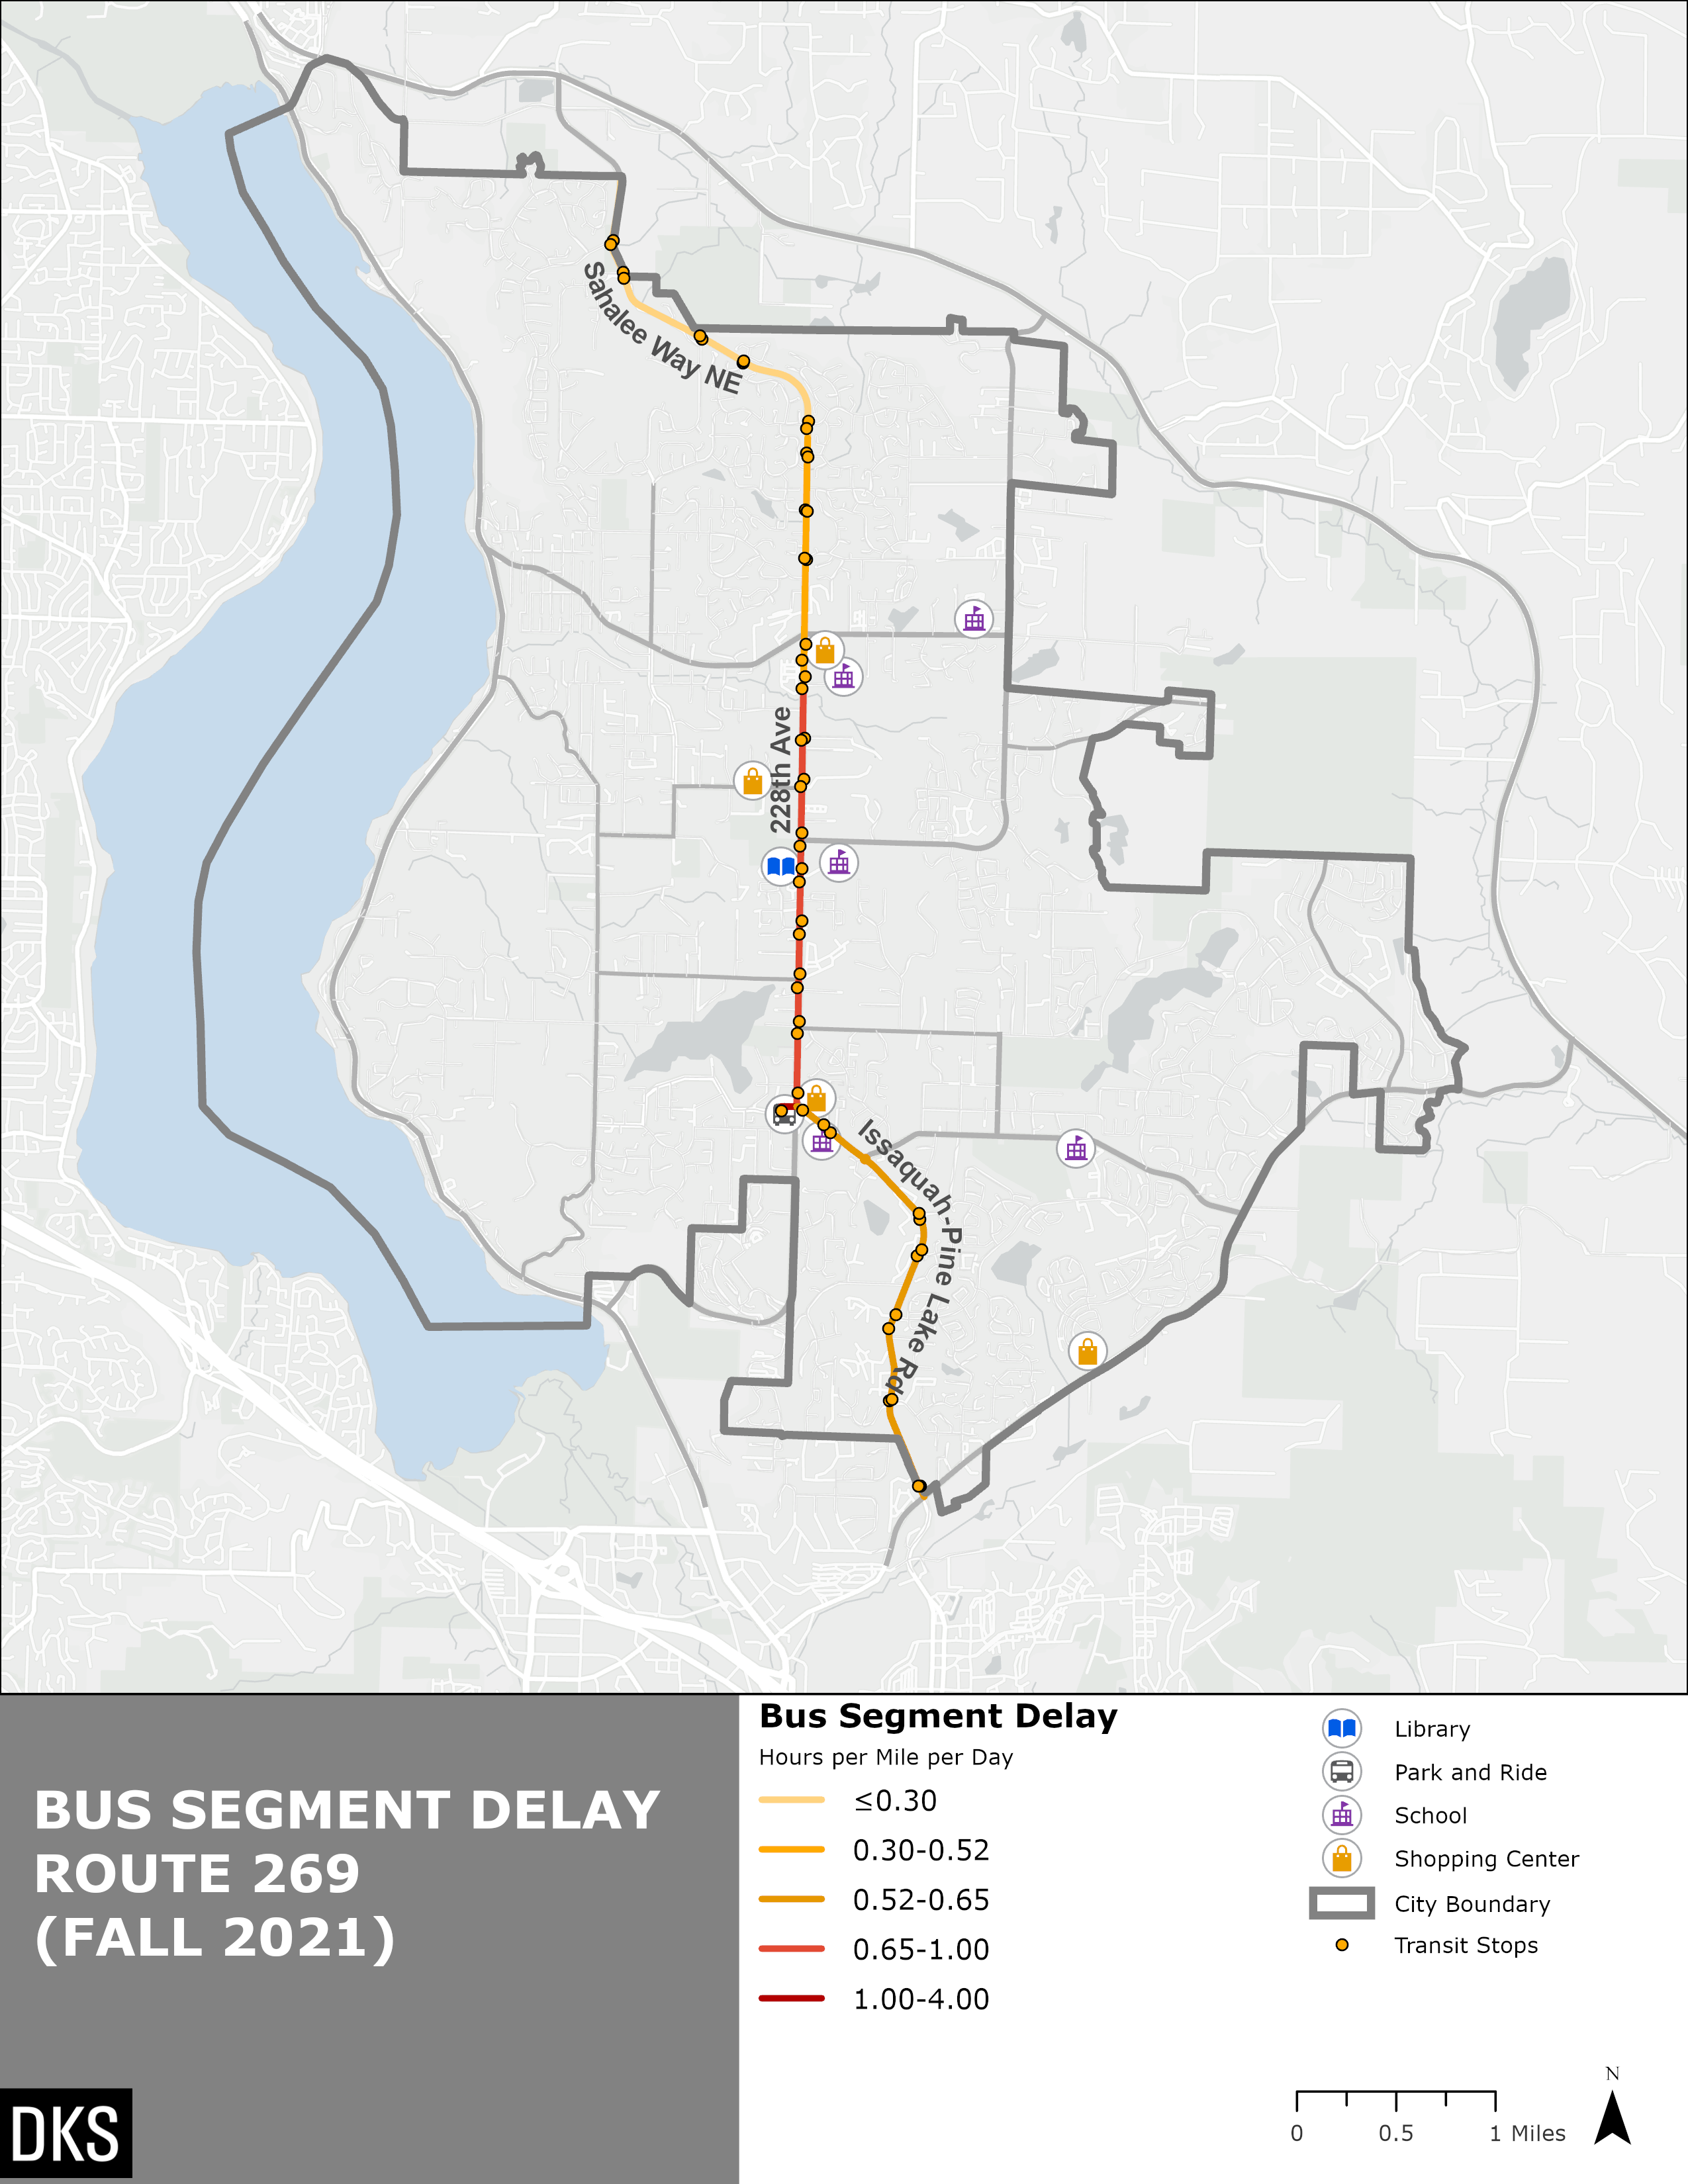 Sahalee Way NE
228th Ave
Issaquah-Pine Lake Rd
BUS SEGMENT DELAY
ROUTE 269
(FALL 2021)
DKS
Bus Segment Delay
Hours per Mile per Day
≤0.30
0.30-0.52
0.52-0.65
0.65-1.00
1.00-4.00
Library
Park and Ride
School
Shopping Center
City Boundary
Transit Stops
N
0 0.5 1 Miles